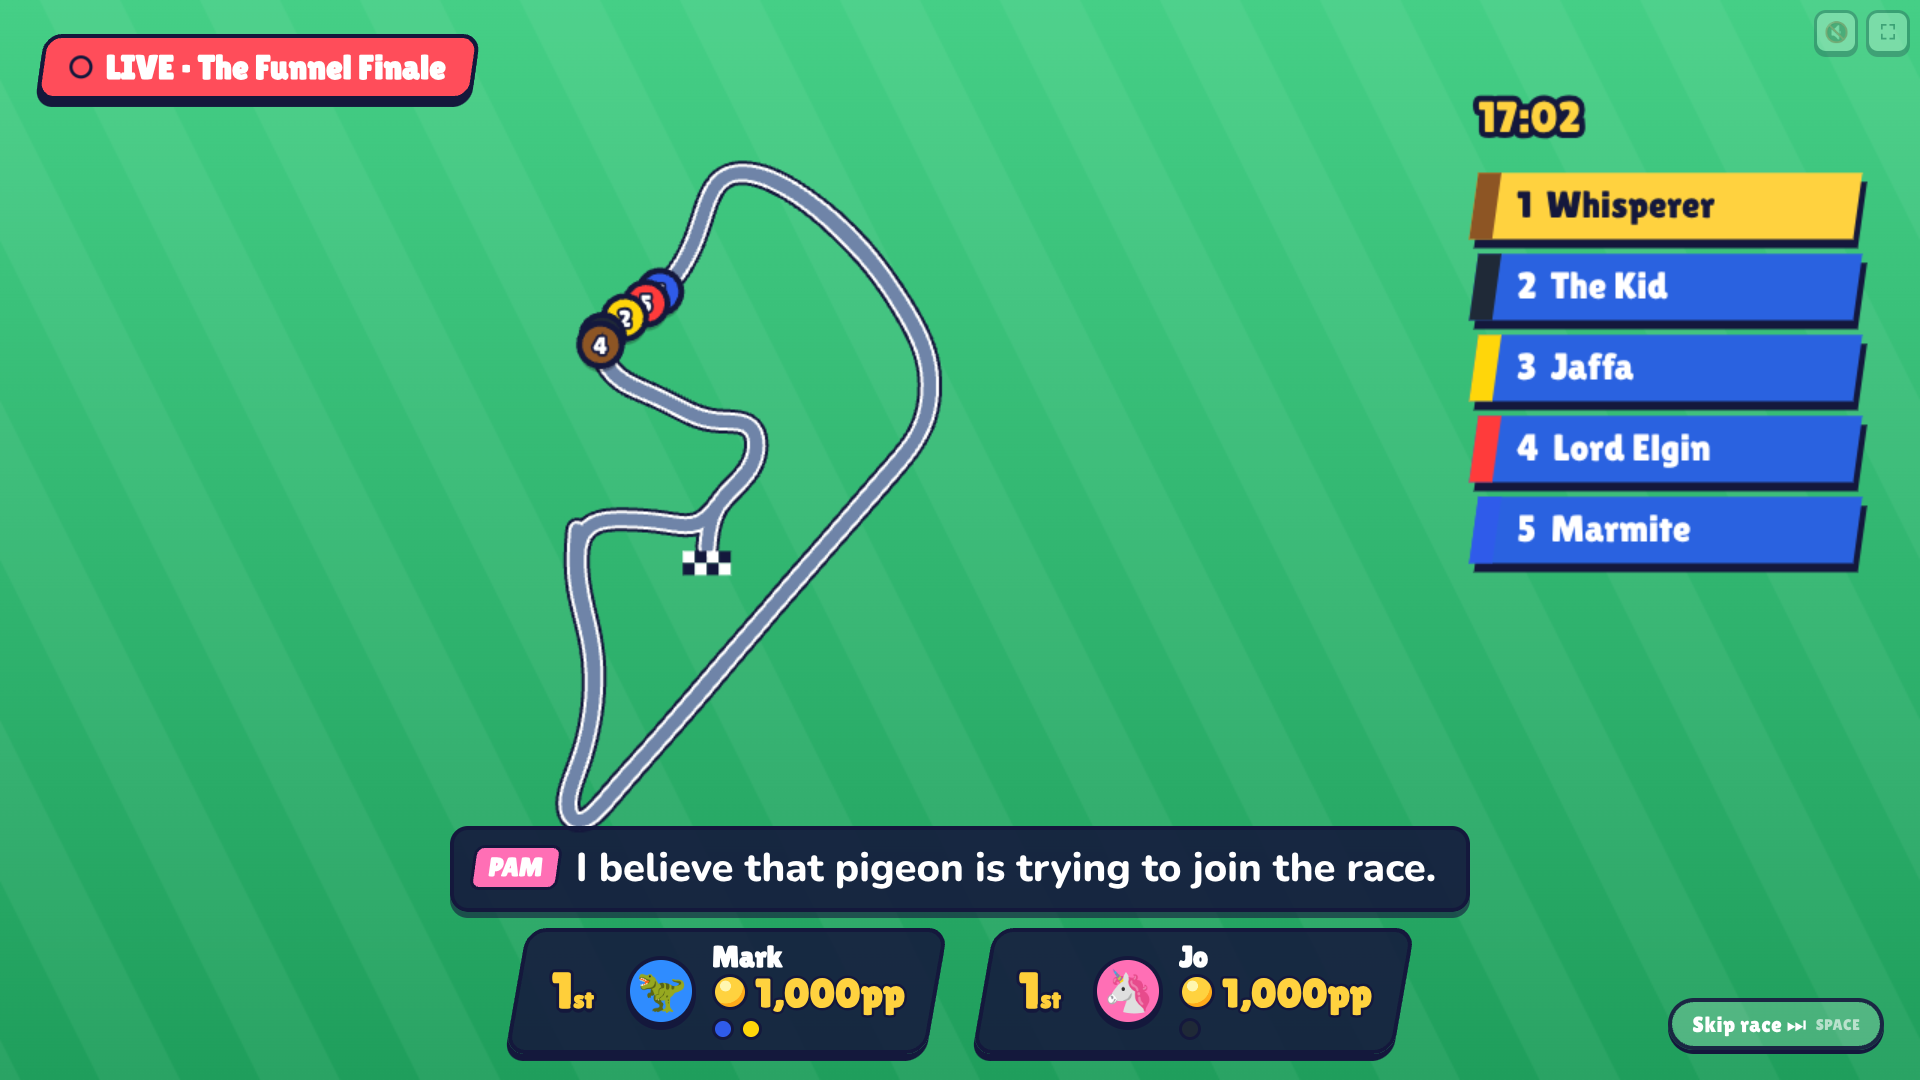 LIVE · The Funnel Finale
17:02
1 Whisperer
2 The Kid
3 Jaffa
4 Lord Elgin
5 Marmite
5
2
4
PAM I believe that pigeon is trying to join the race.
1st Mark
1,000pp
1st Jo
1,000pp
Skip race SPACE